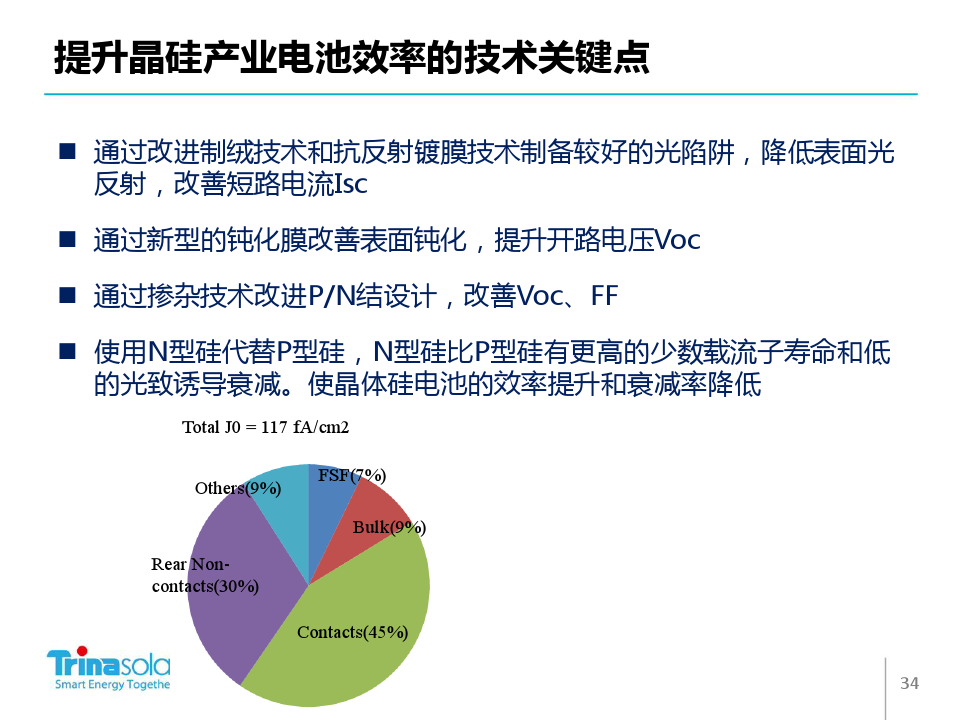 提升晶硅产业电池效率的技术关键点
通过改进制绒技术和抗反射镀膜技术制备较好的光陷阱，降低表面光
反射，改善短路电流Isc
通过新型的钝化膜改善表面钝化，提升开路电压Voc
通过掺杂技术改进P/N结设计，改善Voc、FF
使用N型硅代替P型硅，N型硅比P型硅有更高的少数载流子寿命和低
的光致诱导衰减。使晶体硅电池的效率提升和衰减率降低
Total J0 = 117 fA/cm2
FSF(7%)
Others(9%)
Bulk(9%)
Rear Non-
contacts(30%)
Contacts(45%)
Trinasola
Smart Energy Togethe
34